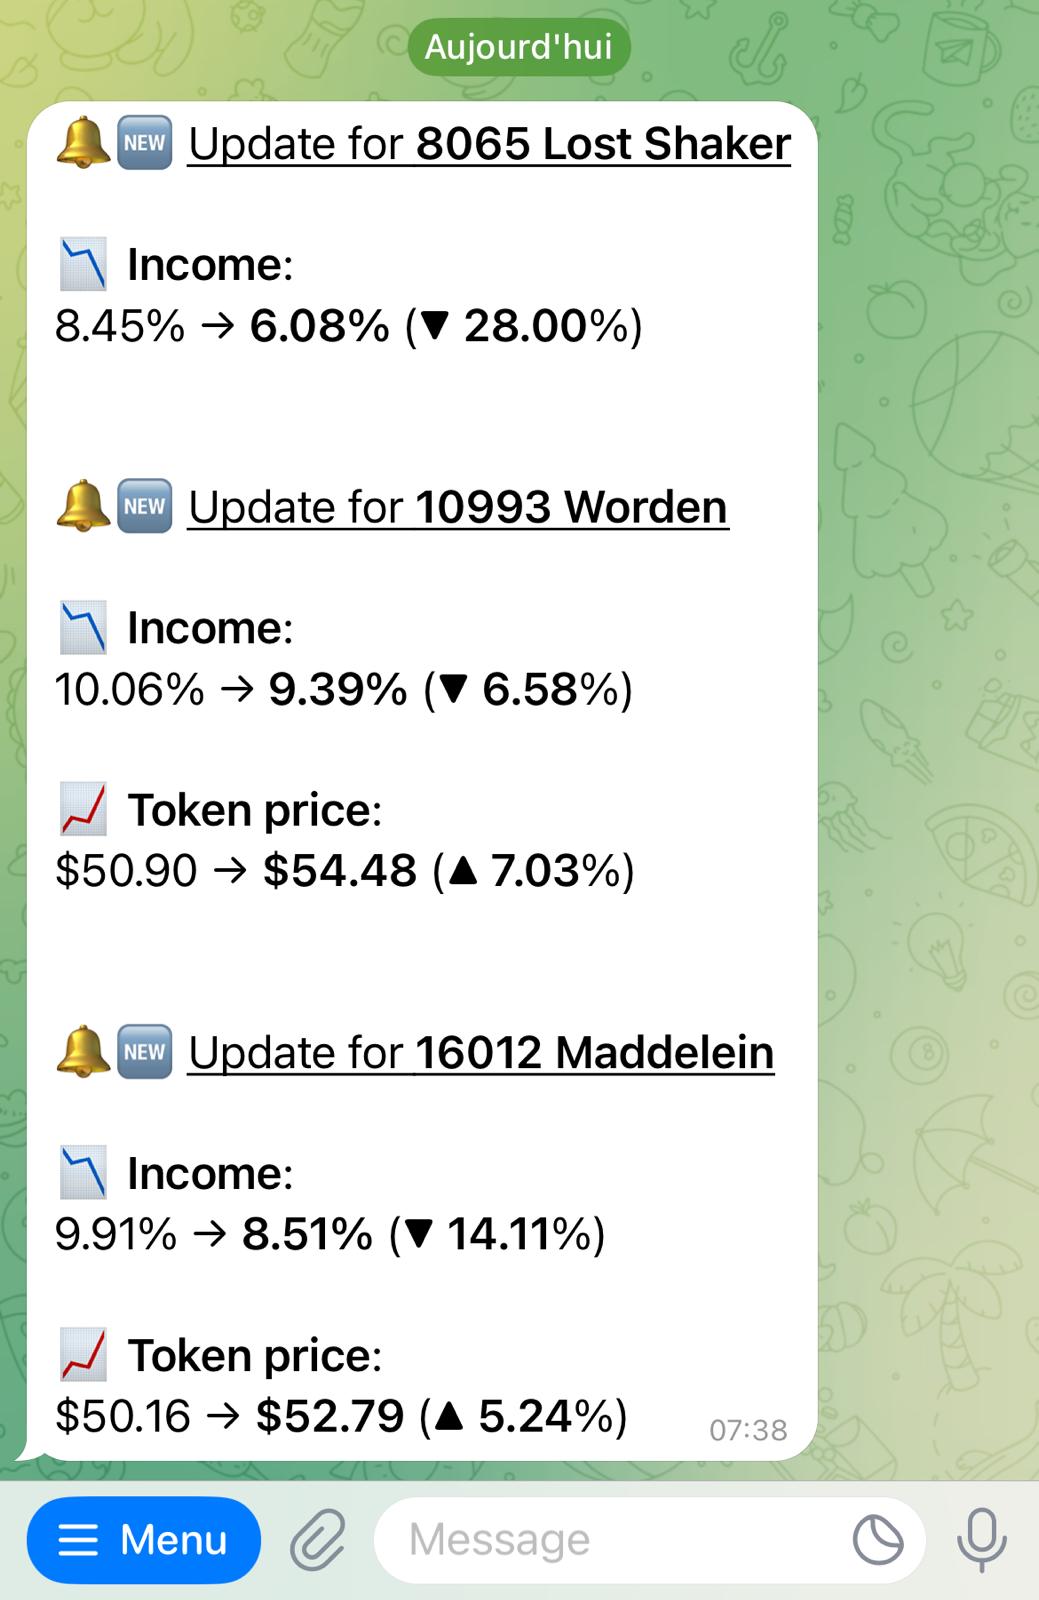 Aujourd'hui
🔔🆕 Update for 8065 Lost Shaker
📉 Income:
8.45% → 6.08% (▼ 28.00%)
🔔🆕 Update for 10993 Worden
📉 Income:
10.06% → 9.39% (▼ 6.58%)
📈 Token price:
$50.90 → $54.48 (▲ 7.03%)
🔔🆕 Update for 16012 Maddelein
📉 Income:
9.91% → 8.51% (▼ 14.11%)
📈 Token price:
$50.16 → $52.79 (▲ 5.24%)
07:38
Menu
Message